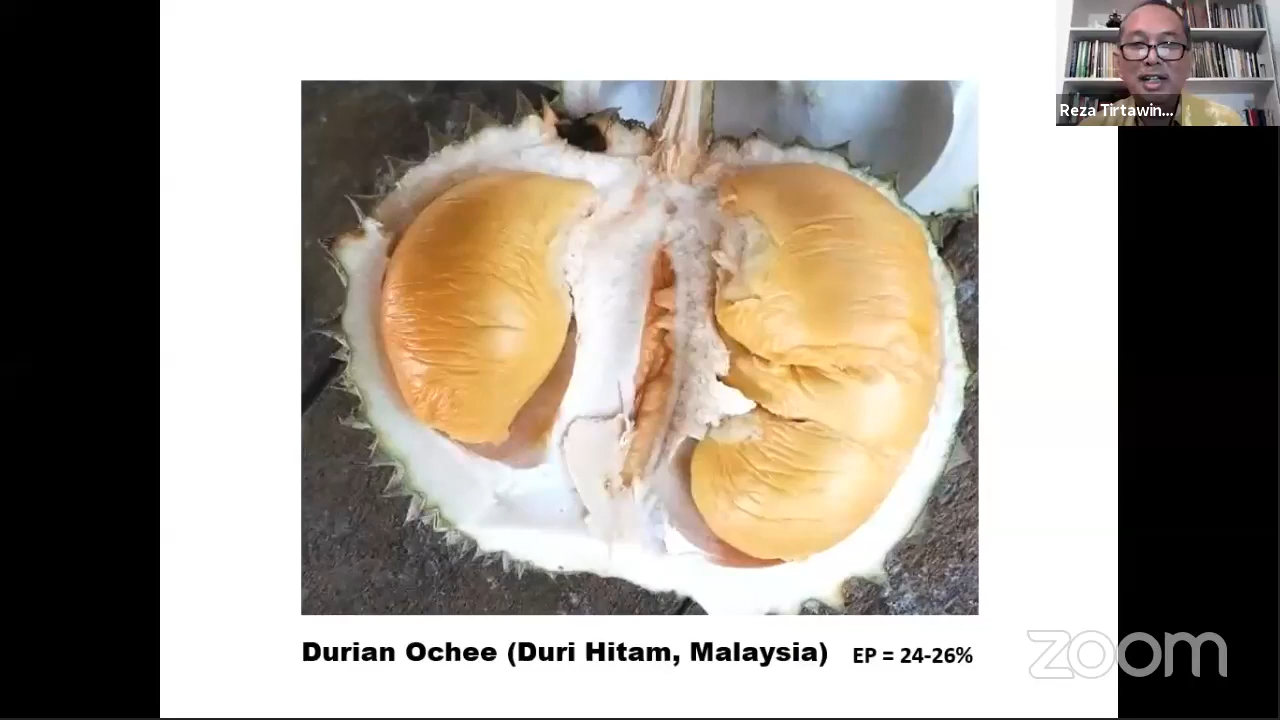 Reza Tirtawin...
Durian Ochee (Duri Hitam, Malaysia) EP = 24-26%
zoom